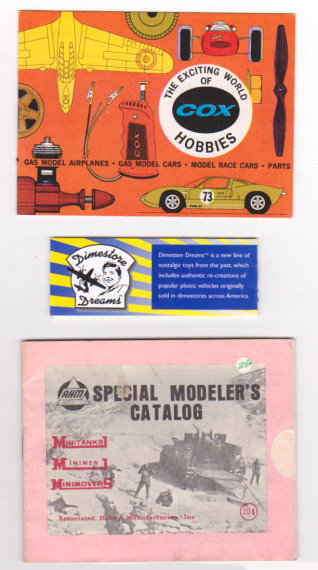 THE EXCITING WORLD
OF
COX
HOBBIES
COX
GAS MODEL AIRPLANES • GAS MODEL CARS • MODEL RACE CARS • PARTS
73
Dimestore
Dreams™
Dimestore Dreams™ is a new line of
nostalgic toys from the past, which
includes authentic re-creations of
popular plastic vehicles originally
sold in dimestores across America.
AHM
SPECIAL MODELER'S
CATALOG
MINITANKS
MINIMEN
MINIMOVERS
10¢
Associated Hobby Manufacturers, Inc